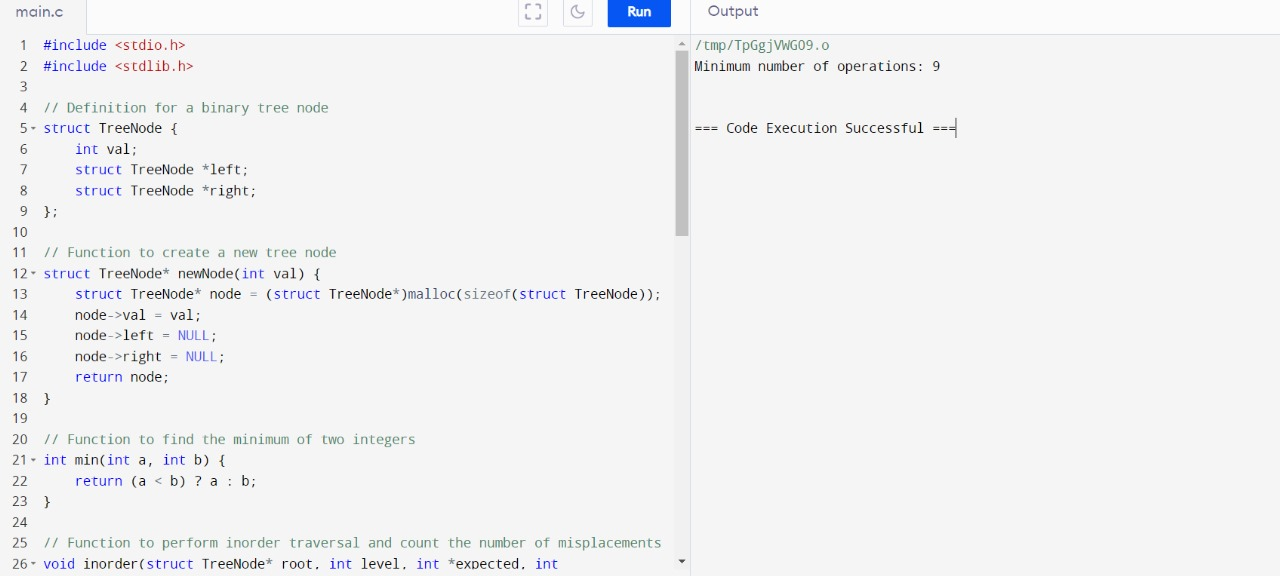 main.c
Run
Output
1 #include <stdio.h>
2 #include <stdlib.h>
3
4 // Definition for a binary tree node
5 struct TreeNode {
6     int val;
7     struct TreeNode *left;
8     struct TreeNode *right;
9 };
10
11 // Function to create a new tree node
12 struct TreeNode* newNode(int val) {
13     struct TreeNode* node = (struct TreeNode*)malloc(sizeof(struct TreeNode));
14     node->val = val;
15     node->left = NULL;
16     node->right = NULL;
17     return node;
18 }
19
20 // Function to find the minimum of two integers
21 int min(int a, int b) {
22     return (a < b) ? a : b;
23 }
24
25 // Function to perform inorder traversal and count the number of misplacements
26 void inorder(struct TreeNode* root, int level, int *expected, int
/tmp/TpGgjVWGO9.o
Minimum number of operations: 9
=== Code Execution Successful ===